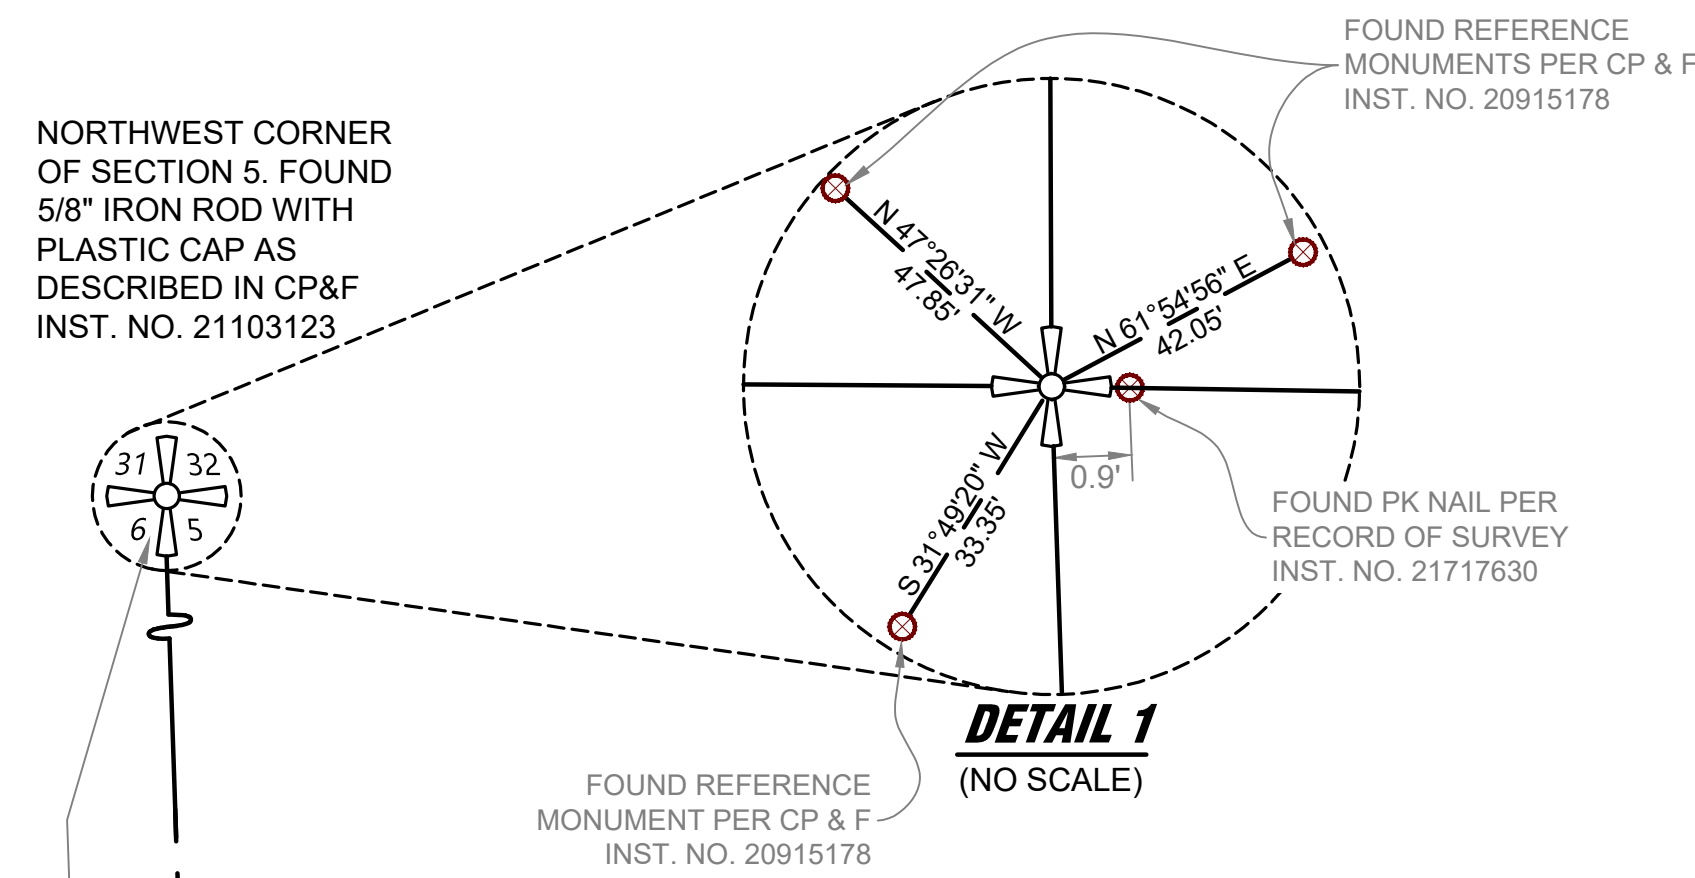 FOUND REFERENCE
MONUMENTS PER CP & F
INST. NO. 20915178
NORTHWEST CORNER
OF SECTION 5. FOUND
5/8" IRON ROD WITH
PLASTIC CAP AS
DESCRIBED IN CP&F
INST. NO. 21103123
N 47°26'31" W
47.85'
N 61°54'56" E
42.05'
31 32
6 5
S 31°49'20" W
33.35'
0.9'
FOUND PK NAIL PER
RECORD OF SURVEY
INST. NO. 21717630
DETAIL 1
(NO SCALE)
FOUND REFERENCE
MONUMENT PER CP & F
INST. NO. 20915178